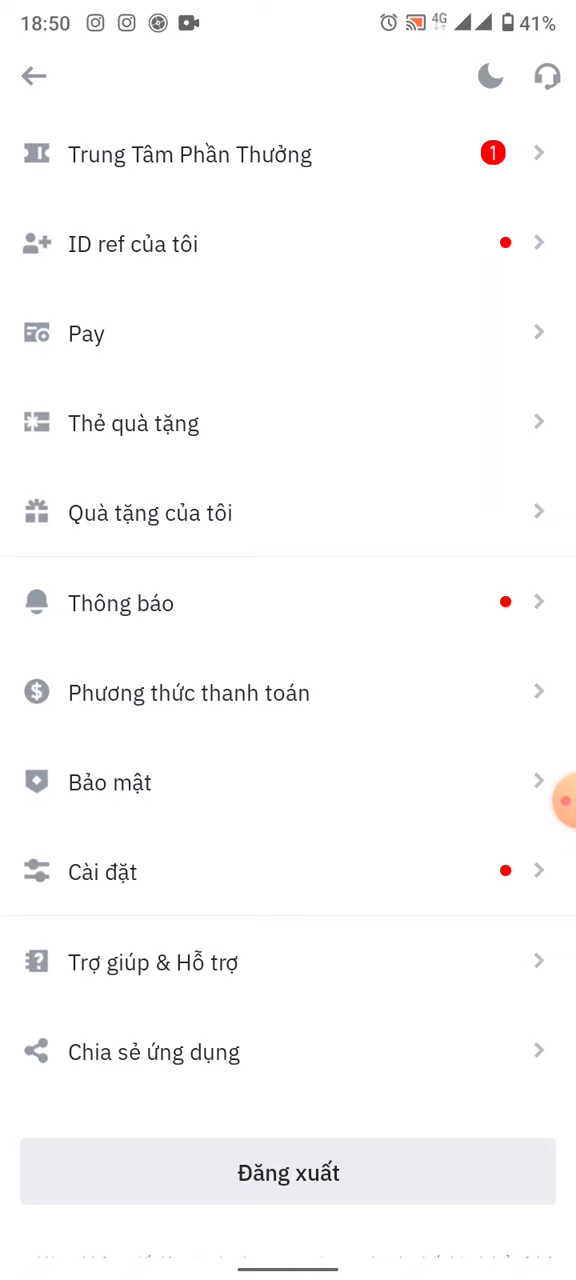 18:50 4G 41%
Trung Tâm Phần Thưởng 1
ID ref của tôi
Pay
Thẻ quà tặng
Quà tặng của tôi
Thông báo
Phương thức thanh toán
Bảo mật
Cài đặt
Trợ giúp & Hỗ trợ
Chia sẻ ứng dụng
Đăng xuất